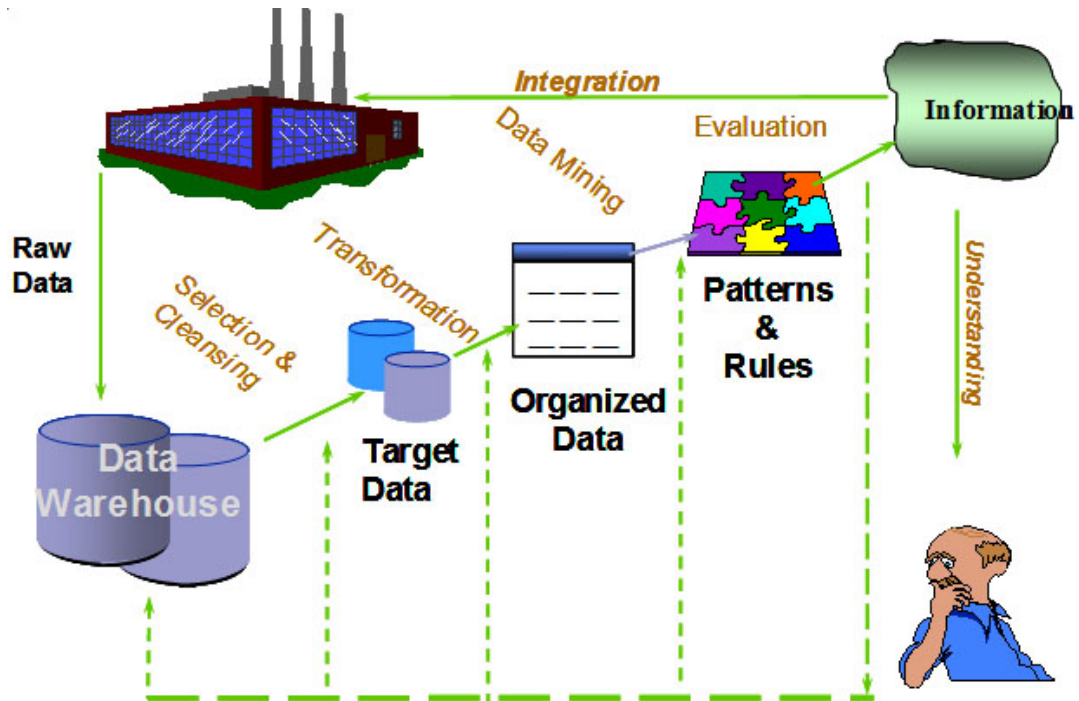 Integration
Information
Evaluation
Data Mining
Raw
Data
Transformation
Selection &
Cleansing
Understanding
Patterns
&
Rules
Organized
Data
Target
Data
Data
Warehouse